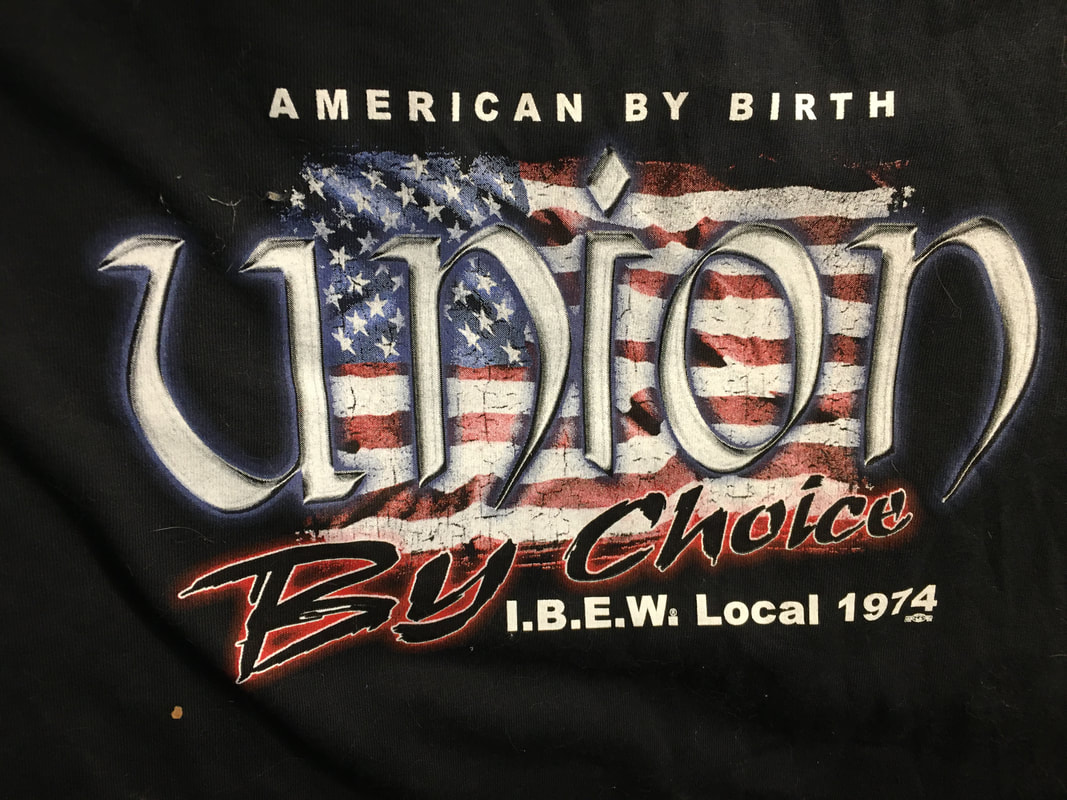 AMERICAN BY BIRTH
union
By Choice
I.B.E.W.® Local 1974